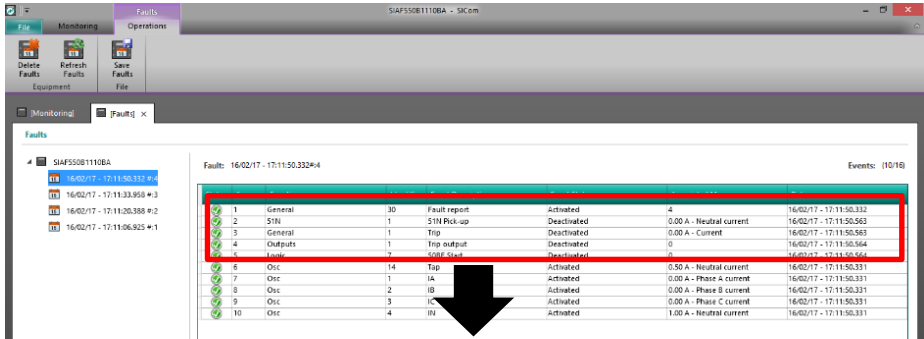 SIAF550B1110BA - SICom
Faults
File Monitoring Operations
Delete Faults
Refresh Faults
Save Faults
Equipment File
[Monitoring] [Faults] ×
Faults
SIAF550B1110BA
16/02/17 - 17:11:50.332 #:4
16/02/17 - 17:11:33.958 #:3
16/02/17 - 17:11:20.388 #:2
16/02/17 - 17:11:06.925 #:1
Fault: 16/02/17 - 17:11:50.332#:4 Events: (10/16)
1 General 30 Fault report Activated 4 16/02/17 - 17:11:50.332
2 51N 1 51N Pick-up Deactivated 0.00 A - Neutral current 16/02/17 - 17:11:50.563
3 General 1 Trip Deactivated 0.00 A - Current 16/02/17 - 17:11:50.563
4 Outputs 1 Trip output Deactivated 0 16/02/17 - 17:11:50.564
5 Logic 7 50BF Start Deactivated 0 16/02/17 - 17:11:50.564
6 Osc 14 Tap Activated 0.50 A - Neutral current 16/02/17 - 17:11:50.331
7 Osc 1 IA Activated 0.00 A - Phase A current 16/02/17 - 17:11:50.331
8 Osc 2 IB Activated 0.00 A - Phase B current 16/02/17 - 17:11:50.331
9 Osc 3 IC Activated 0.00 A - Phase C current 16/02/17 - 17:11:50.331
10 Osc 4 IN Activated 1.00 A - Neutral current 16/02/17 - 17:11:50.331